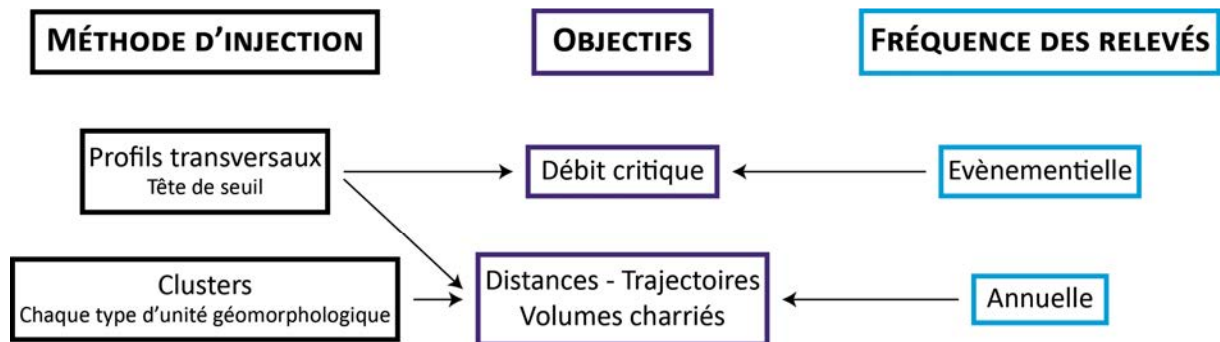 MÉTHODE D'INJECTION
OBJECTIFS
FRÉQUENCE DES RELEVÉS
Profils transversaux
Tête de seuil
Débit critique
Evènementielle
Clusters
Chaque type d'unité géomorphologique
Distances - Trajectoires
Volumes charriés
Annuelle